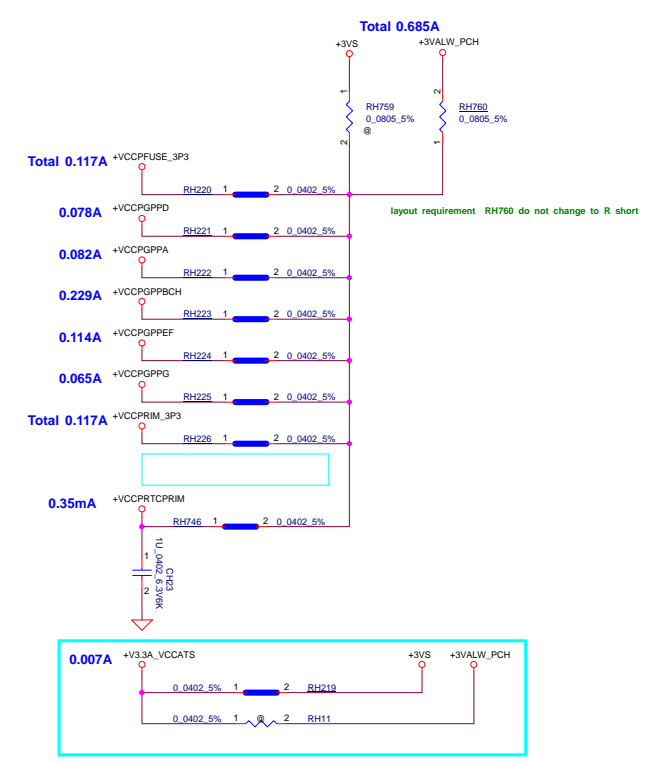 Total 0.685A
+3VS
+3VALW_PCH
1
RH759
0_0805_5%
@
2
2
RH760
0_0805_5%
1
Total 0.117A
+VCCPFUSE_3P3
RH220 1 2 0_0402_5%
layout requirement RH760 do not change to R short
0.078A
+VCCPGPPD
RH221 1 2 0_0402_5%
0.082A
+VCCPGPPA
RH222 1 2 0_0402_5%
0.229A
+VCCPGPPBCH
RH223 1 2 0_0402_5%
0.114A
+VCCPGPPEF
RH224 1 2 0_0402_5%
0.065A
+VCCPGPPG
RH225 1 2 0_0402_5%
Total 0.117A
+VCCPRIM_3P3
RH226 1 2 0_0402_5%
0.35mA
+VCCPRTCPRIM
RH746 1 2 0_0402_5%
1
2
CH23
1U_0402_6.3V6K
0.007A
+V3.3A_VCCATS
+3VS
+3VALW_PCH
0_0402_5% 1 2 RH219
0_0402_5% 1 @ 2 RH11